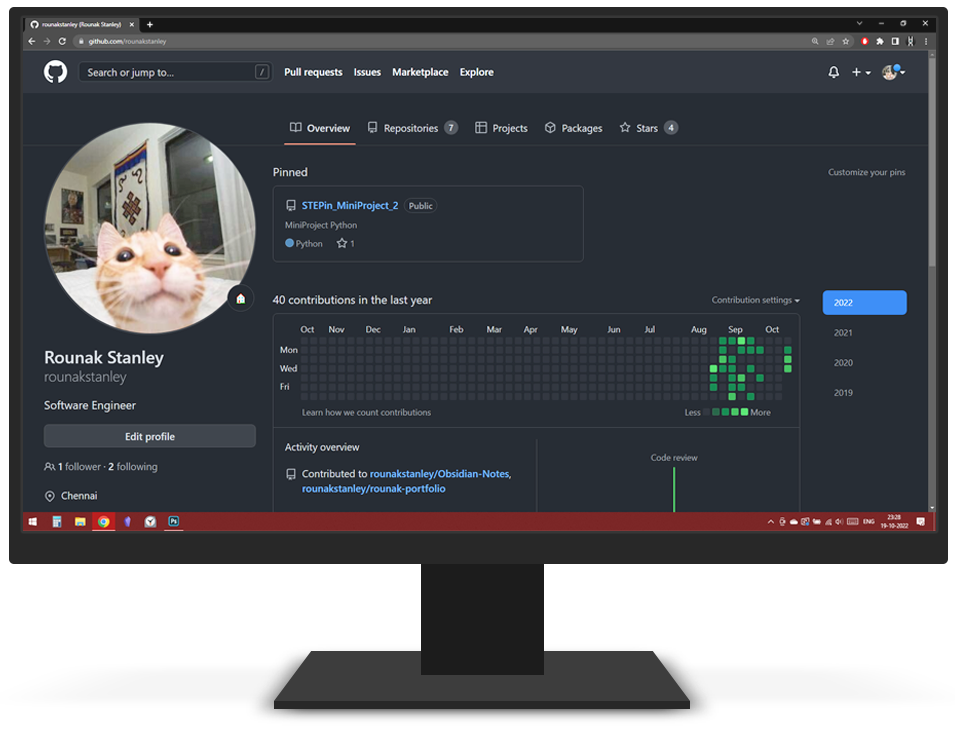 rounakstanley (Rounak Stanley)
github.com/rounakstanley
Search or jump to...
/
Pull requests Issues Marketplace Explore
Overview Repositories 7 Projects Packages Stars 4
Pinned
Customize your pins
STEPin_MiniProject_2 Public
MiniProject Python
Python 1
40 contributions in the last year
Contribution settings
2022
2021
2020
2019
Oct Nov Dec Jan Feb Mar Apr May Jun Jul Aug Sep Oct
Mon
Wed
Fri
Learn how we count contributions
Less More
Rounak Stanley
rounakstanley
Software Engineer
Edit profile
1 follower · 2 following
Chennai
Activity overview
Contributed to rounakstanley/Obsidian-Notes,
rounakstanley/rounak-portfolio
Code review
Ps
ENG
23:28
19-10-2022